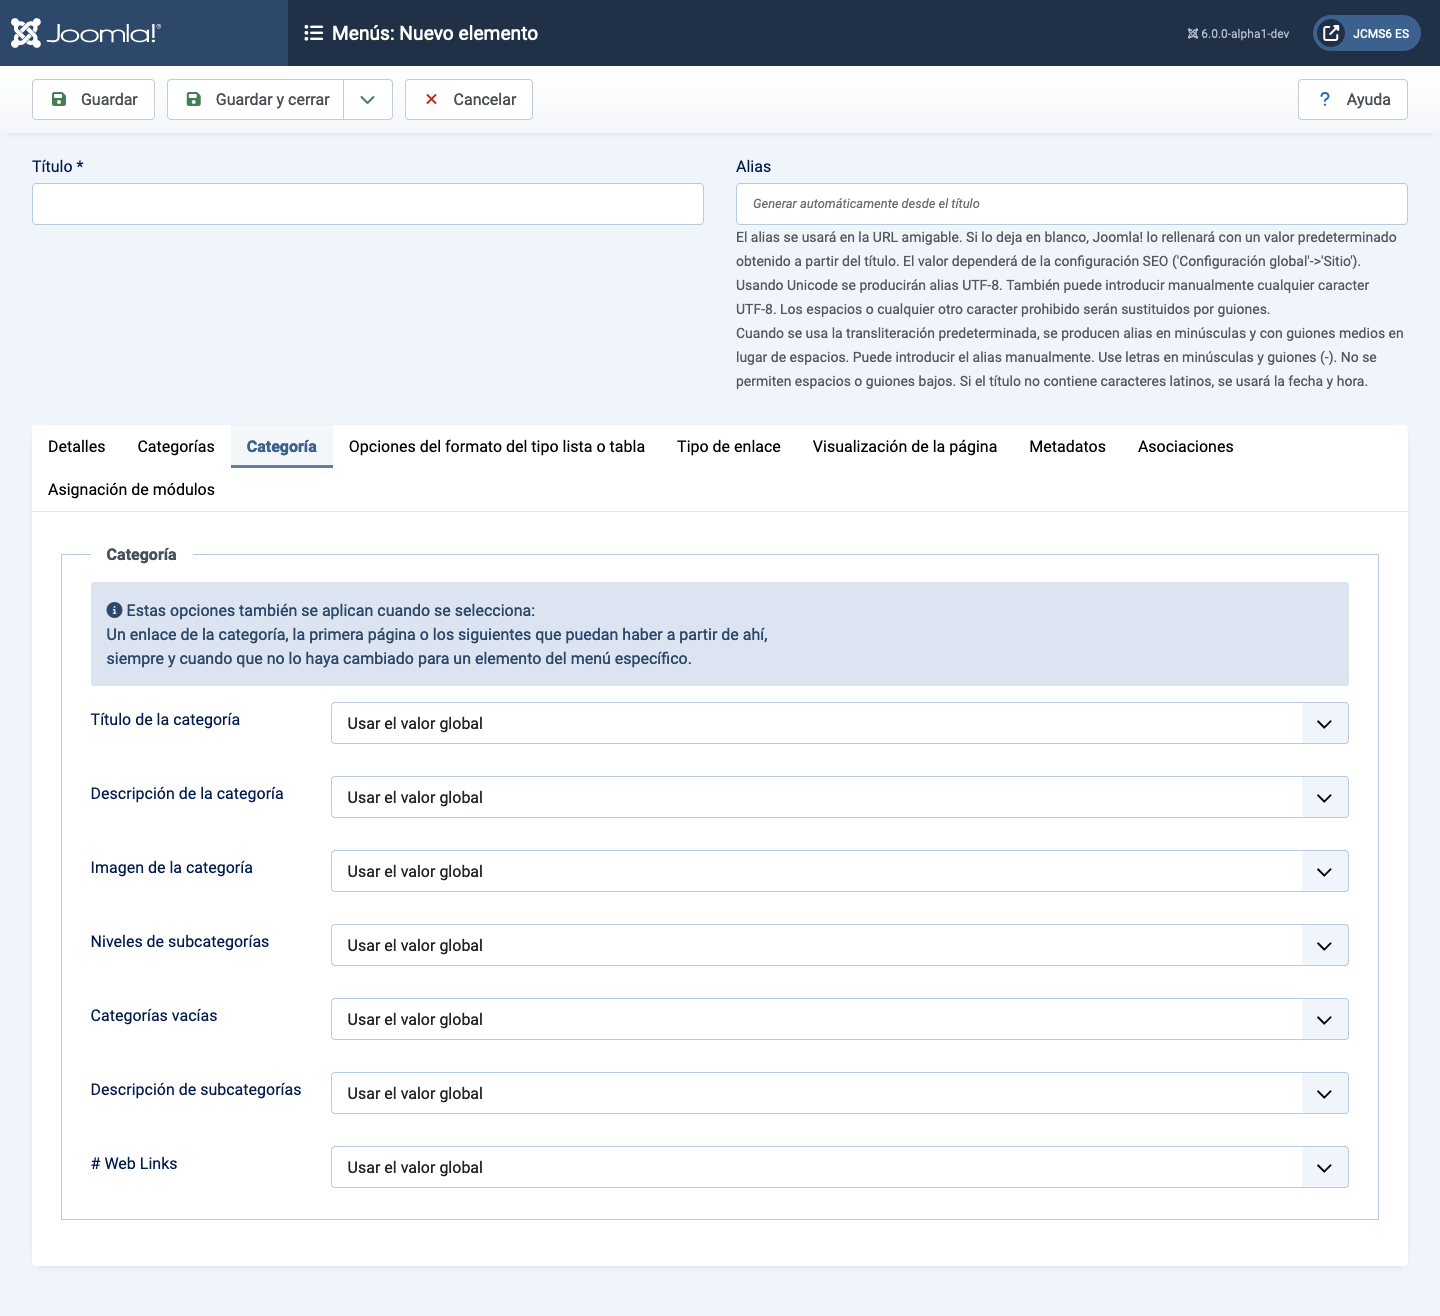 Joomla!®
Menús: Nuevo elemento
6.0.0-alpha1-dev
JCMS6 ES
Guardar
Guardar y cerrar
Cancelar
? Ayuda
Título *
Alias
Generar automáticamente desde el título
El alias se usará en la URL amigable. Si lo deja en blanco, Joomla! lo rellenará con un valor predeterminado
obtenido a partir del título. El valor dependerá de la configuración SEO ('Configuración global'->'Sitio').
Usando Unicode se producirán alias UTF-8. También puede introducir manualmente cualquier caracter
UTF-8. Los espacios o cualquier otro caracter prohibido serán sustituidos por guiones.
Cuando se usa la transliteración predeterminada, se producen alias en minúsculas y con guiones medios en
lugar de espacios. Puede introducir el alias manualmente. Use letras en minúsculas y guiones (-). No se
permiten espacios o guiones bajos. Si el título no contiene caracteres latinos, se usará la fecha y hora.
Detalles
Categorías
Categoría
Opciones del formato del tipo lista o tabla
Tipo de enlace
Visualización de la página
Metadatos
Asociaciones
Asignación de módulos
Categoría
Estas opciones también se aplican cuando se selecciona:
Un enlace de la categoría, la primera página o los siguientes que puedan haber a partir de ahí,
siempre y cuando que no lo haya cambiado para un elemento del menú específico.
Título de la categoría
Usar el valor global
Descripción de la categoría
Usar el valor global
Imagen de la categoría
Usar el valor global
Niveles de subcategorías
Usar el valor global
Categorías vacías
Usar el valor global
Descripción de subcategorías
Usar el valor global
# Web Links
Usar el valor global